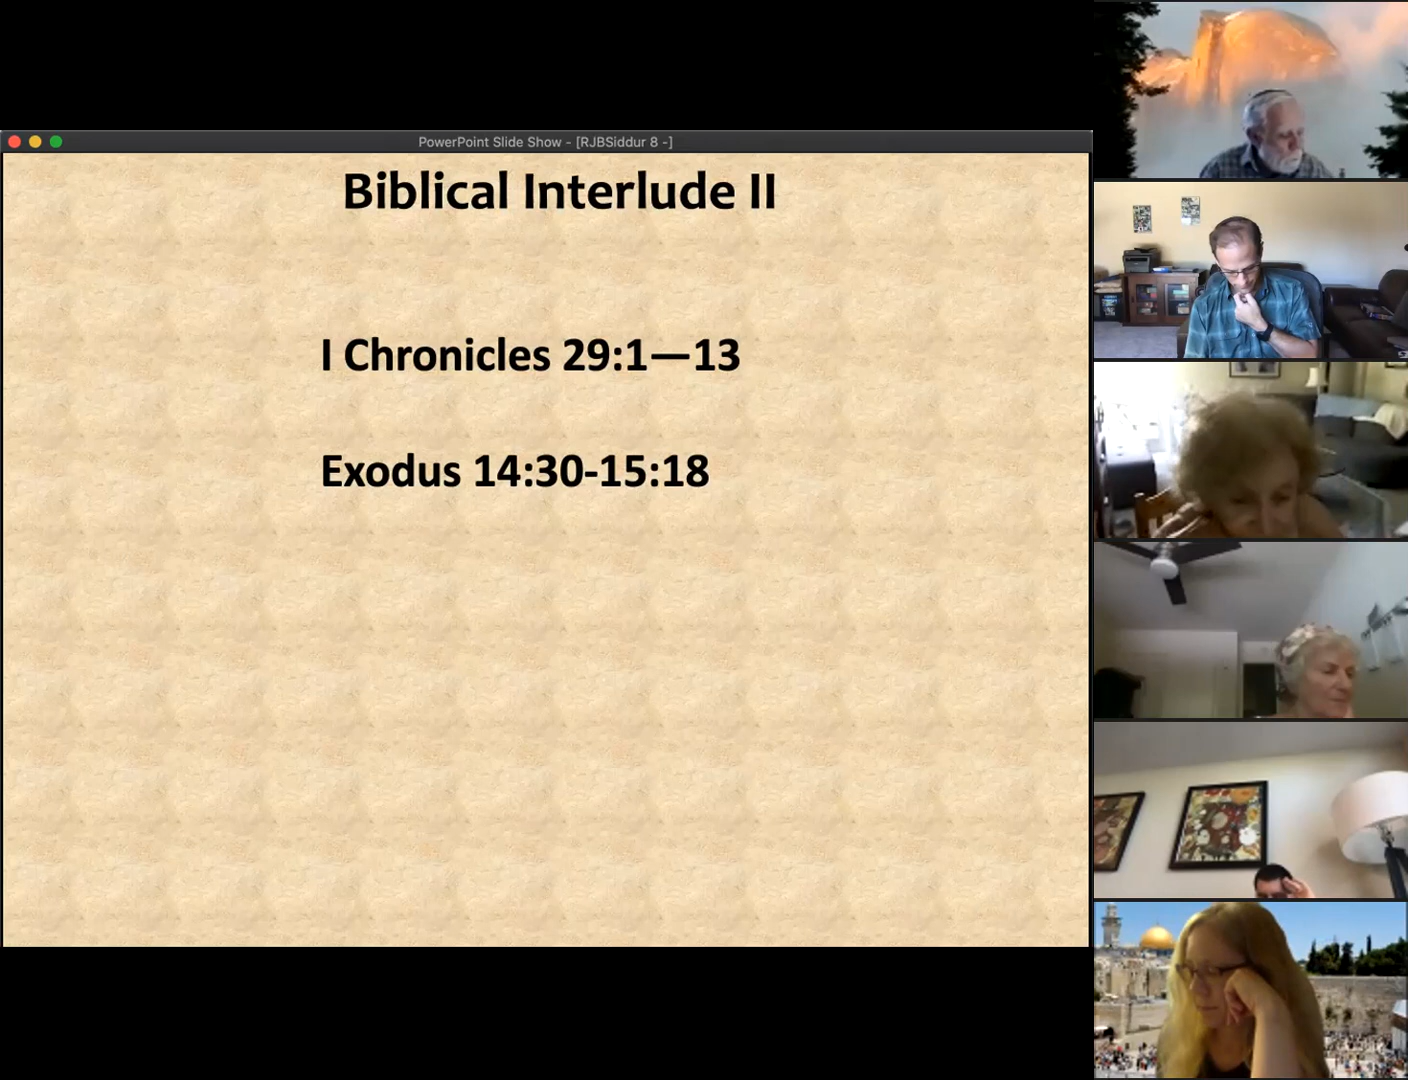 PowerPoint Slide Show - [RJBSiddur 8 -]
Biblical Interlude II
I Chronicles 29:1—13
Exodus 14:30-15:18